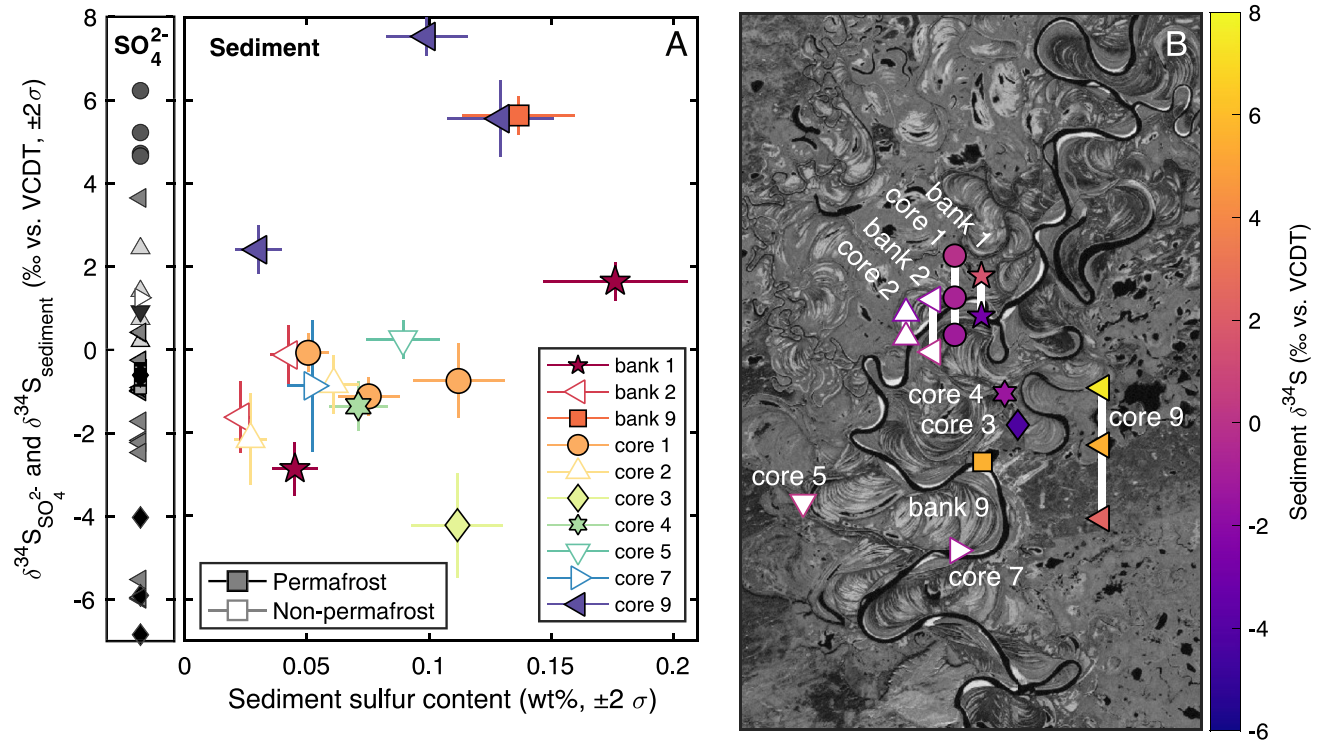 SO₄²⁻
Sediment
A
8
6
4
2
0
-2
-4
-6
δ³⁴S_SO₄²⁻ and δ³⁴S_sediment (‰ vs. VCDT, ±2 σ)
0
0.05
0.1
0.15
0.2
Sediment sulfur content (wt%, ±2 σ)
Permafrost
Non-permafrost
bank 1
bank 2
bank 9
core 1
core 2
core 3
core 4
core 5
core 7
core 9
B
bank 1
core 1
bank 2
core 2
core 4
core 3
core 9
core 5
bank 9
core 7
8
6
4
2
0
-2
-4
-6
Sediment δ³⁴S (‰ vs. VCDT)